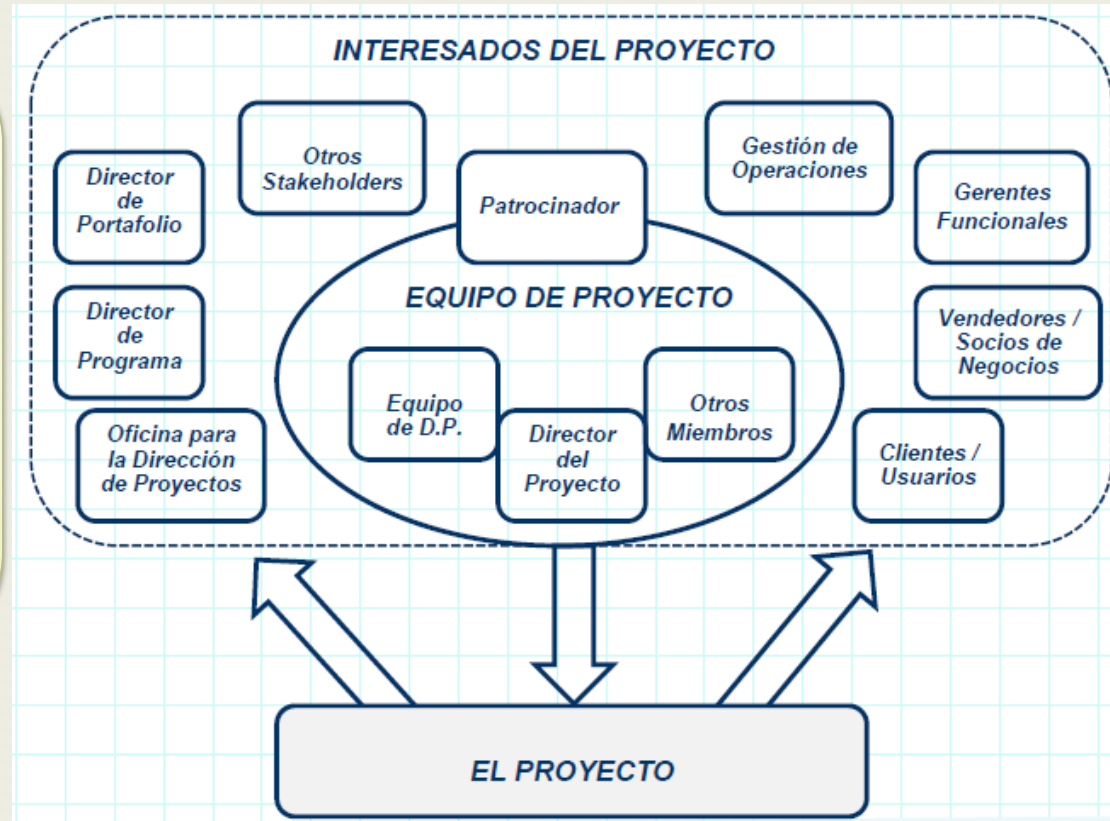 INTERESADOS DEL PROYECTO
Otros
Stakeholders
Gestión de
Operaciones
Director
de
Portafolio
Patrocinador
Gerentes
Funcionales
EQUIPO DE PROYECTO
Director
de
Programa
Vendedores /
Socios de
Negocios
Equipo
de D.P.
Otros
Miembros
Director
del
Proyecto
Oficina para
la Dirección
de Proyectos
Clientes /
Usuarios
EL PROYECTO